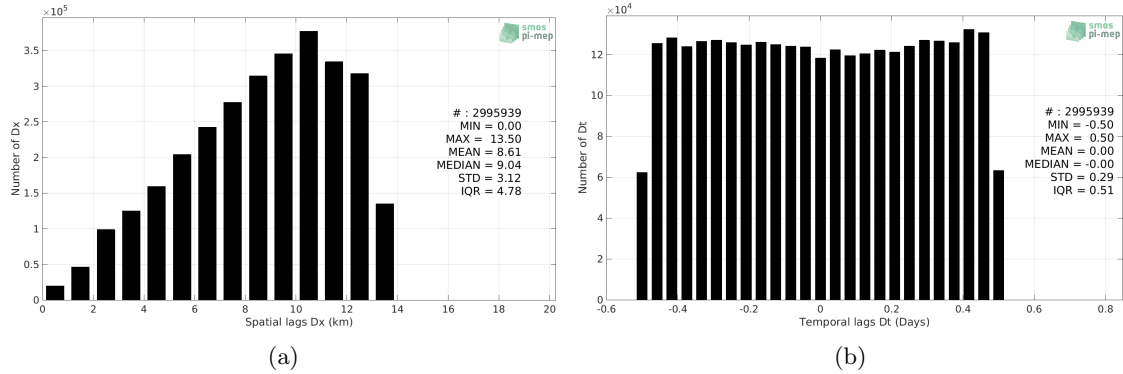 ×10^5
smos
pi-mep
3.5
3
2.5
2
1.5
1
0.5
0
Number of Dx
# : 2995939
MIN = 0.00
MAX = 13.50
MEAN = 8.61
MEDIAN = 9.04
STD = 3.12
IQR = 4.78
0 2 4 6 8 10 12 14 16 18 20
Spatial lags Dx (km)
(a)
×10^4
smos
pi-mep
14
12
10
8
6
4
2
0
Number of Dt
# : 2995939
MIN = -0.50
MAX = 0.50
MEAN = 0.00
MEDIAN = -0.00
STD = 0.29
IQR = 0.51
-0.6 -0.4 -0.2 0 0.2 0.4 0.6 0.8
Temporal lags Dt (Days)
(b)